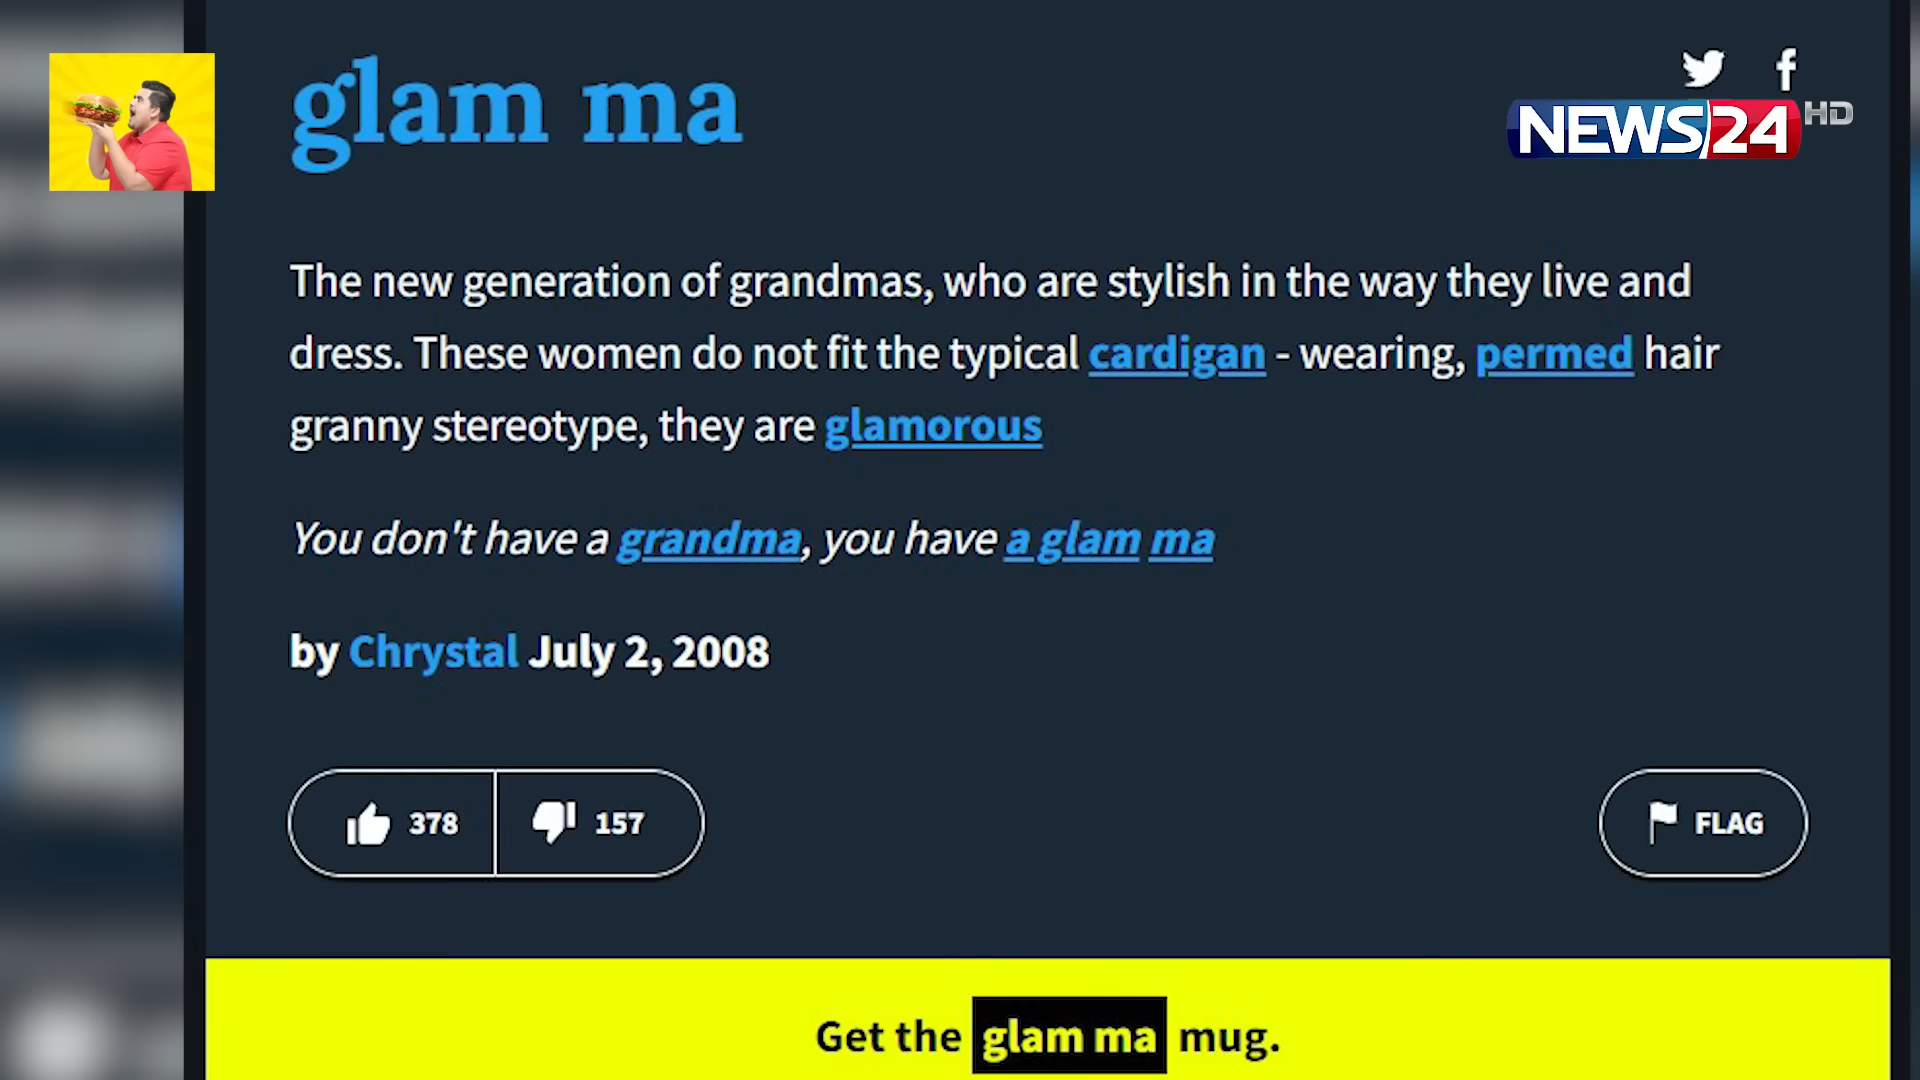 glam ma
NEWS 24 HD
The new generation of grandmas, who are stylish in the way they live and
dress. These women do not fit the typical cardigan - wearing, permed hair
granny stereotype, they are glamorous
You don't have a grandma, you have a glam ma
by Chrystal July 2, 2008
378 157 FLAG
Get the glam ma mug.